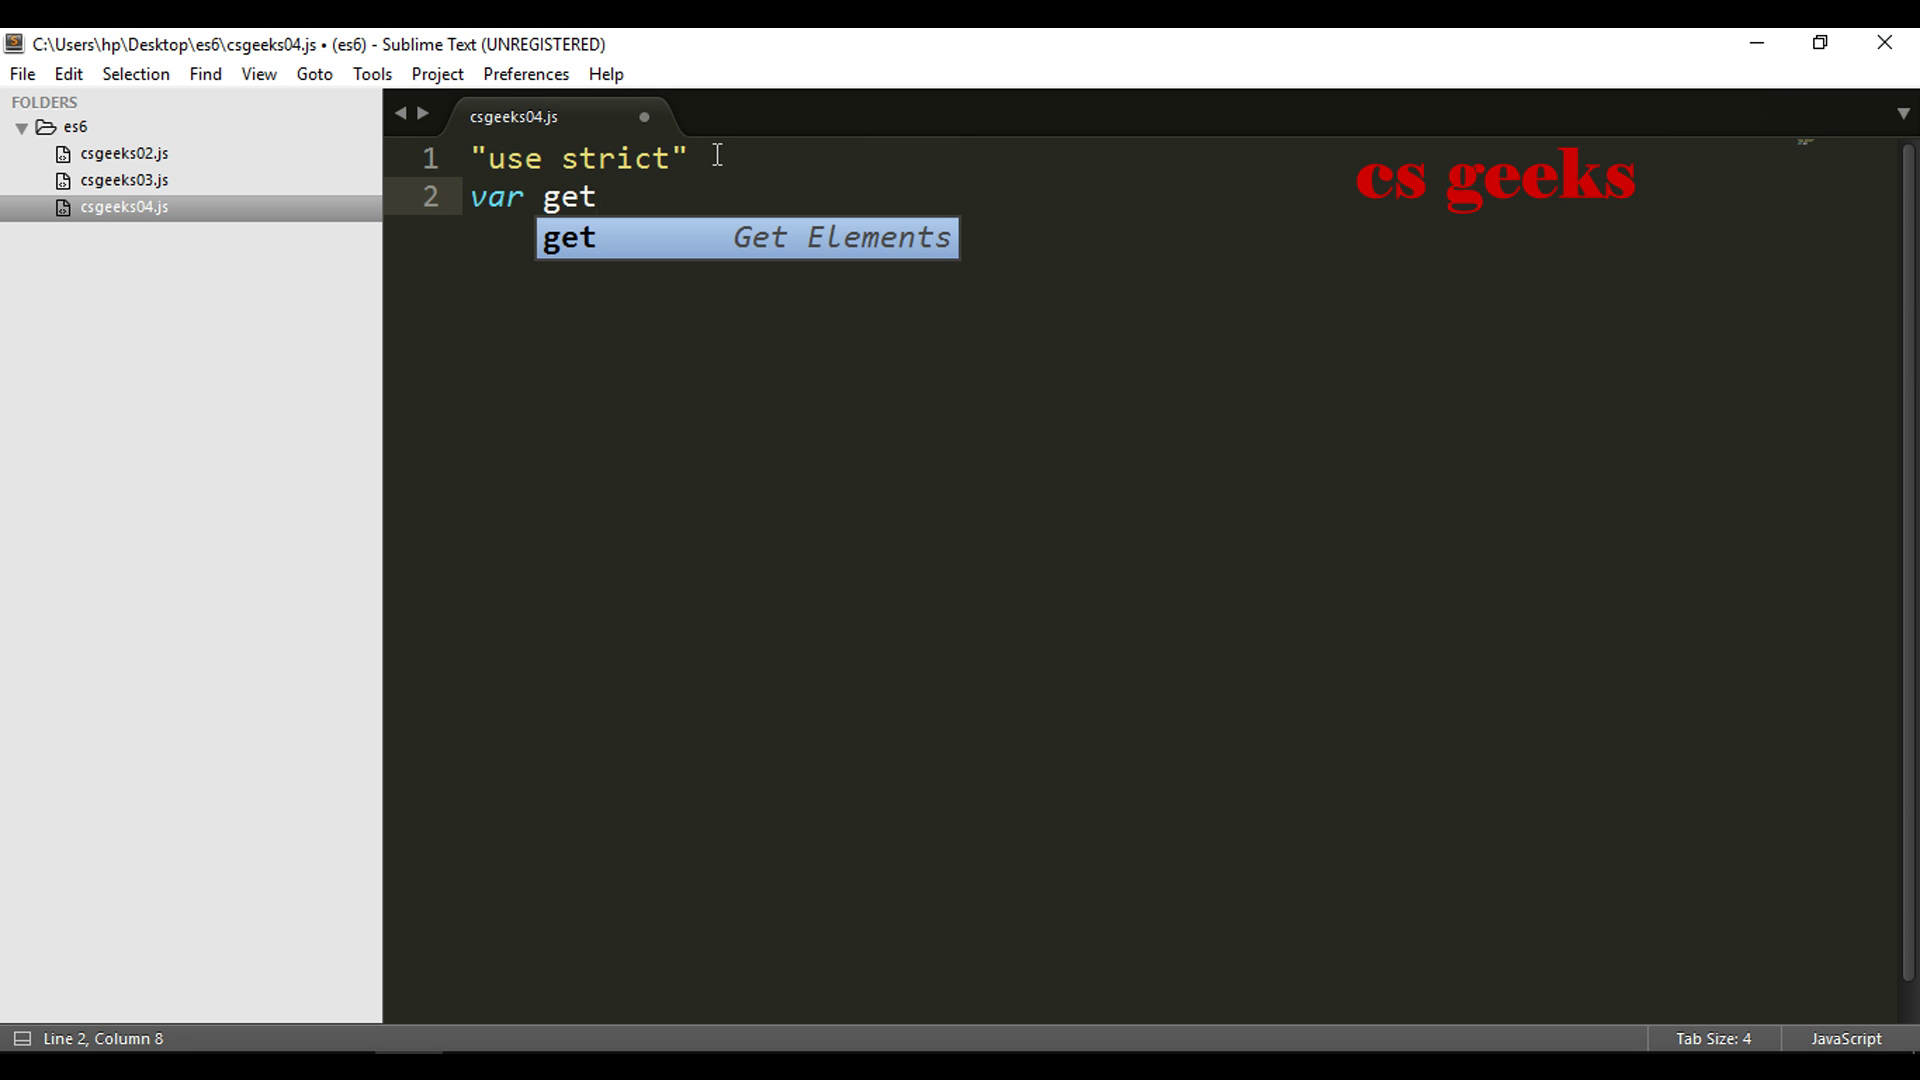 C:\Users\hp\Desktop\es6\csgeeks04.js • (es6) - Sublime Text (UNREGISTERED)
File Edit Selection Find View Goto Tools Project Preferences Help
FOLDERS
es6
csgeeks02.js
csgeeks03.js
csgeeks04.js
csgeeks04.js
1 "use strict"
2 var get
get Get Elements
cs geeks
Line 2, Column 8
Tab Size: 4
JavaScript